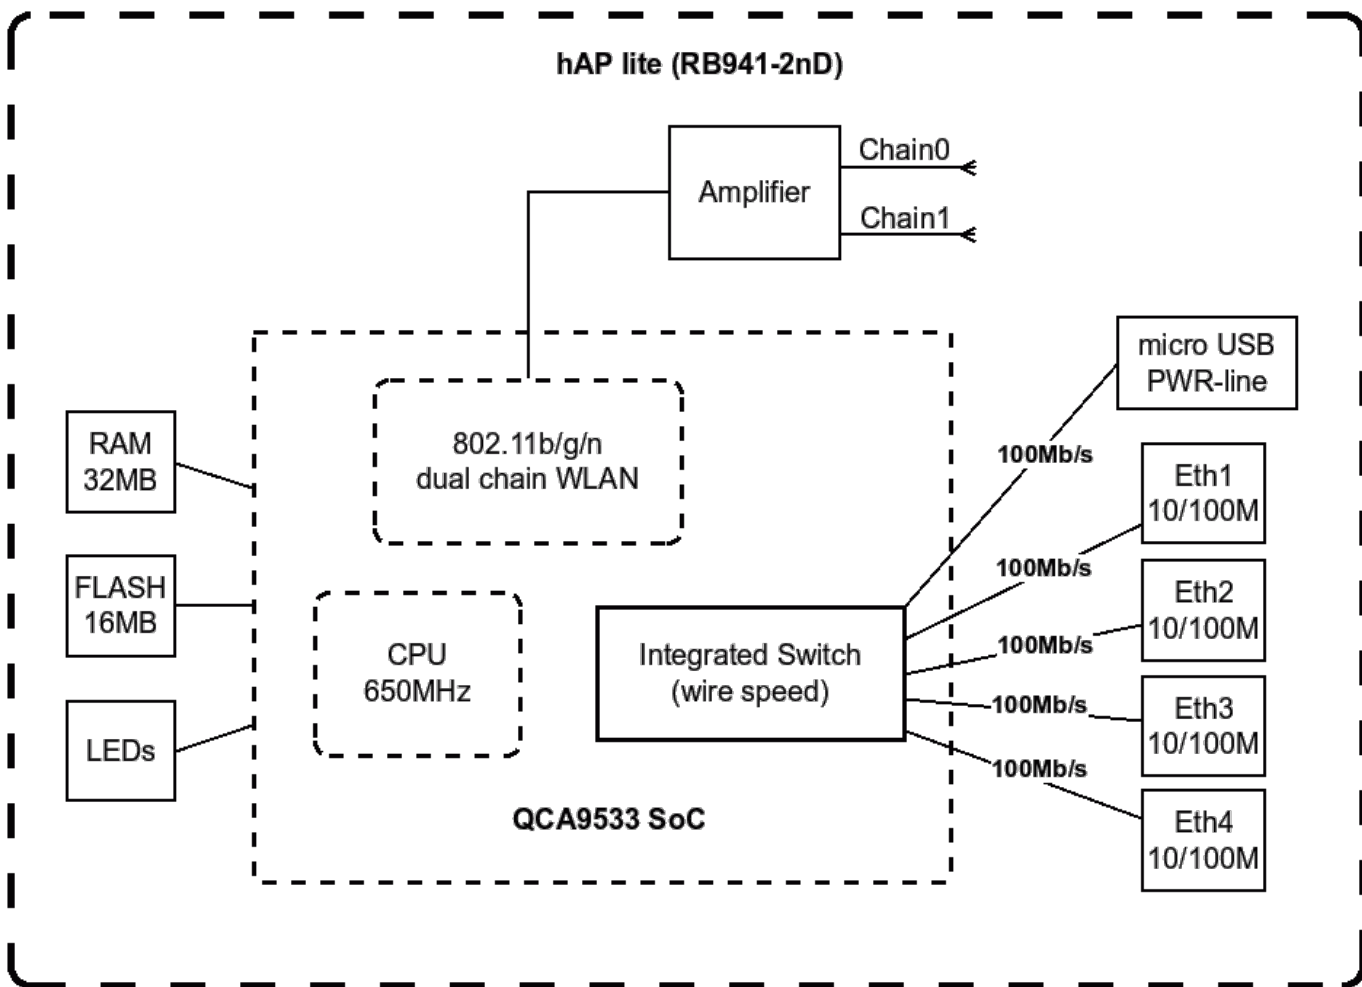 hAP lite (RB941-2nD)
Chain0
Amplifier
Chain1
micro USB
PWR-line
802.11b/g/n
dual chain WLAN
RAM
32MB
100Mb/s
Eth1
10/100M
100Mb/s
FLASH
16MB
Eth2
10/100M
100Mb/s
CPU
650MHz
Integrated Switch
(wire speed)
100Mb/s
Eth3
10/100M
LEDs
100Mb/s
QCA9533 SoC
Eth4
10/100M